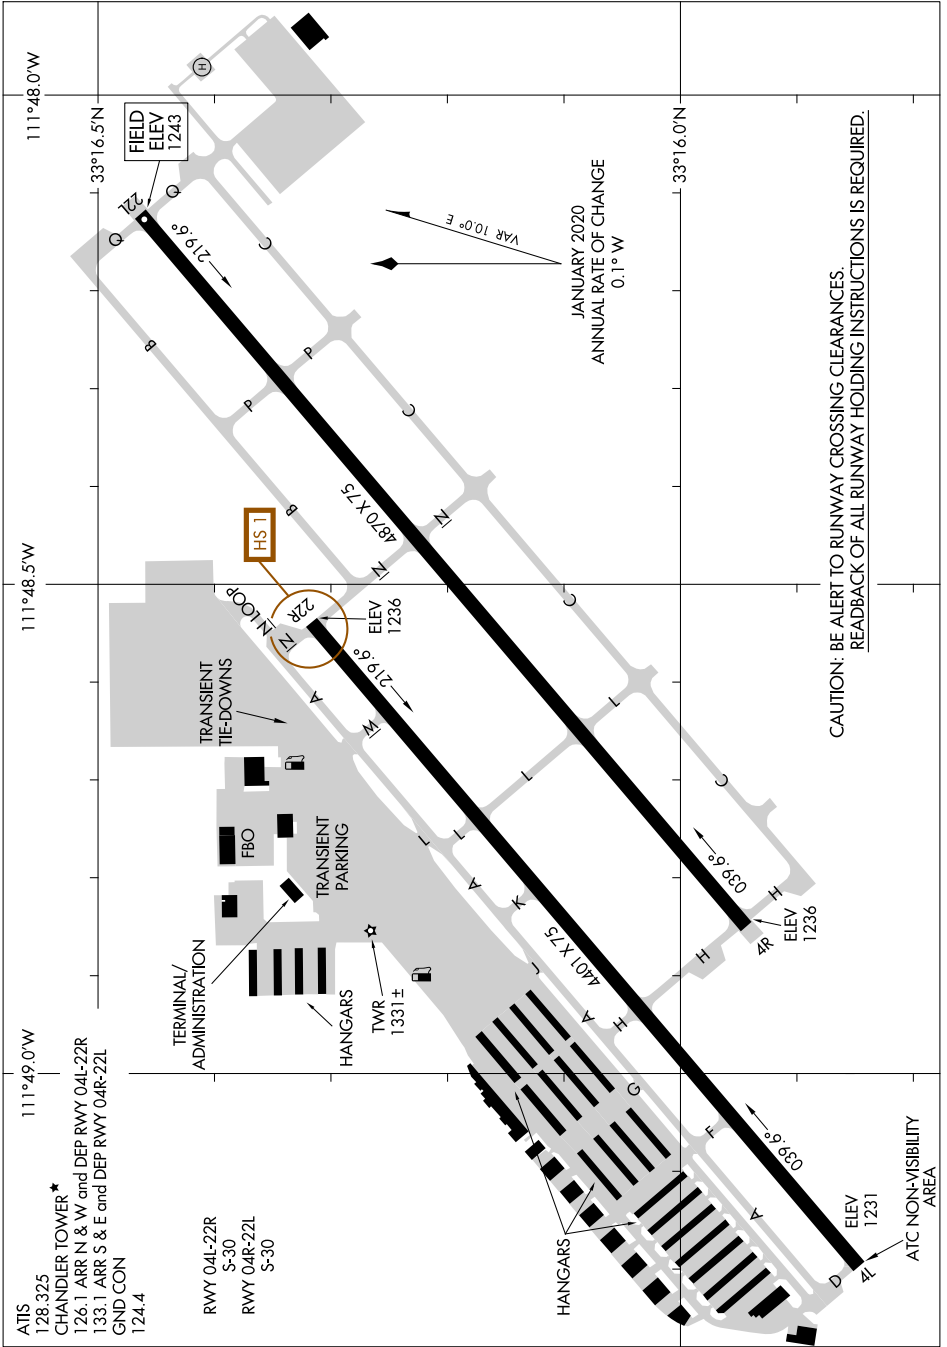 ATIS
128.325
CHANDLER TOWER ★
126.1 ARR N & W and DEP RWY 04L-22R
133.1 ARR S & E and DEP RWY 04R-22L
GND CON
124.4
RWY 04L-22R
S-30
RWY 04R-22L
S-30
111°49.0'W
111°48.5'W
111°48.0'W
33°16.5'N
33°16.0'N
FIELD
ELEV
1243
H
Q
Q
22L
219.6°
C
B
P
P
C
B
HS 1
4870 X 75
N
N
N LOOP
N
22R
ELEV
1236
219.6°
A
M
TRANSIENT
TIE-DOWNS
FBO
TRANSIENT
PARKING
TERMINAL/
ADMINISTRATION
HANGARS
TWR
1331±
L
L
L
L
C
C
A
K
4401 X 75
J
A
H
H
H
039.6°
ELEV
1236
4R
G
F
A
039.6°
ELEV
1231
D
4L
HANGARS
ATC NON-VISIBILITY
AREA
VAR 10.0° E
JANUARY 2020
ANNUAL RATE OF CHANGE
0.1° W
CAUTION: BE ALERT TO RUNWAY CROSSING CLEARANCES.
READBACK OF ALL RUNWAY HOLDING INSTRUCTIONS IS REQUIRED.